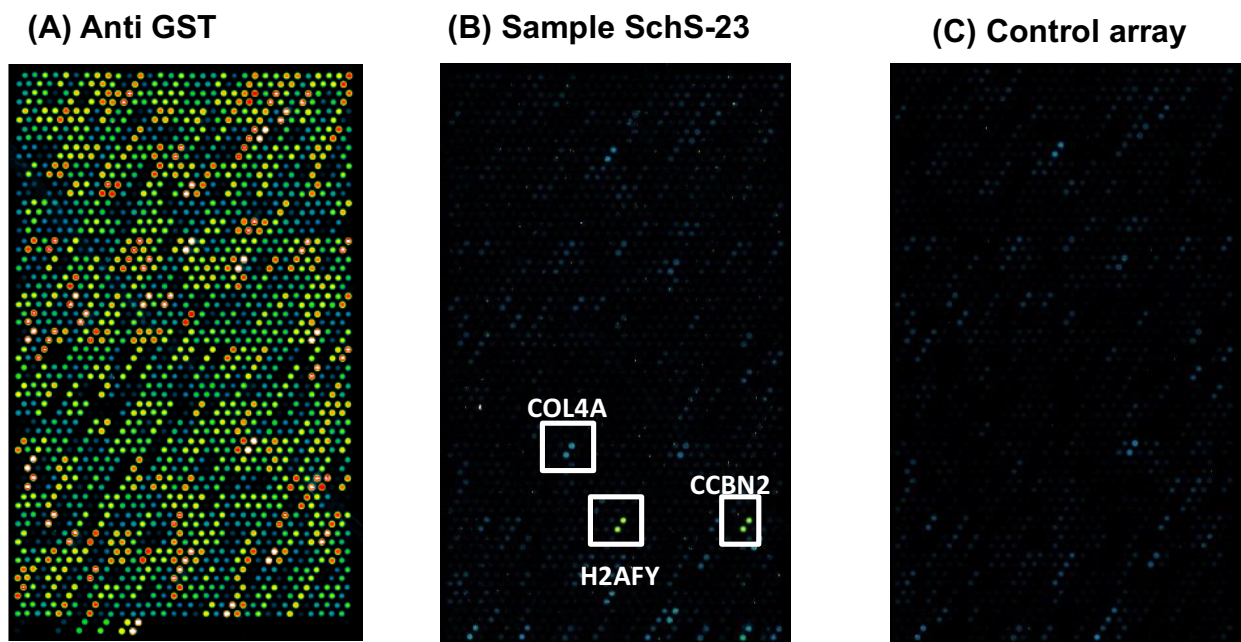 (A) Anti GST
(B) Sample SchS-23
(C) Control array
COL4A
CCBN2
H2AFY